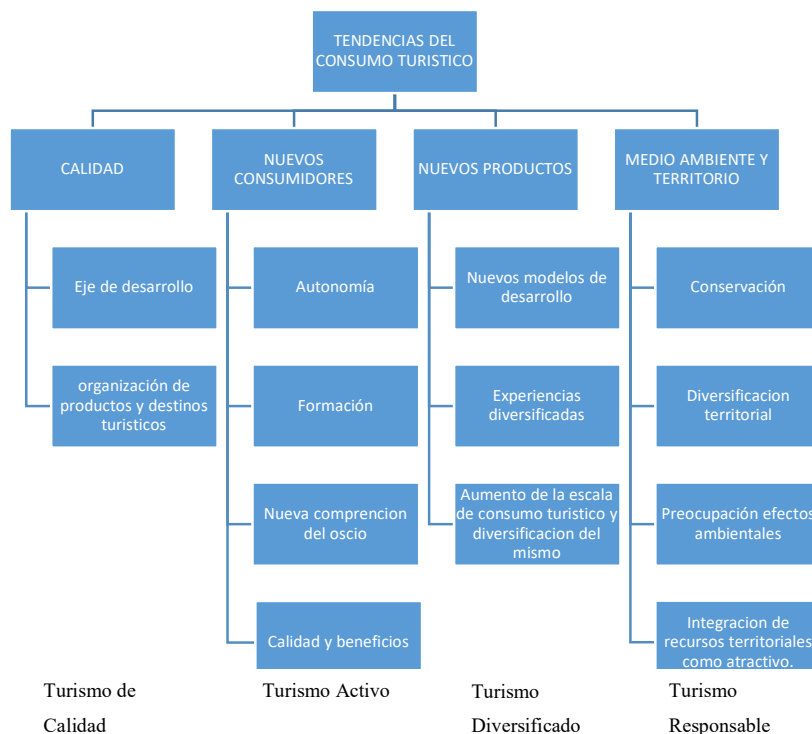 TENDENCIAS DEL
CONSUMO TURISTICO
CALIDAD
NUEVOS
CONSUMIDORES
NUEVOS PRODUCTOS
MEDIO AMBIENTE Y
TERRITORIO
Eje de desarrollo
organización de
productos y destinos
turisticos
Autonomía
Formación
Nueva comprencion
del oscio
Calidad y beneficios
Nuevos modelos de
desarrollo
Experiencias
diversificadas
Aumento de la escala
de consumo turistico y
diversificacion del
mismo
Conservación
Diversificacion
territorial
Preocupación efectos
ambientales
Integracion de
recursos territoriales
como atractivo.
Turismo de
Calidad
Turismo Activo
Turismo
Diversificado
Turismo
Responsable